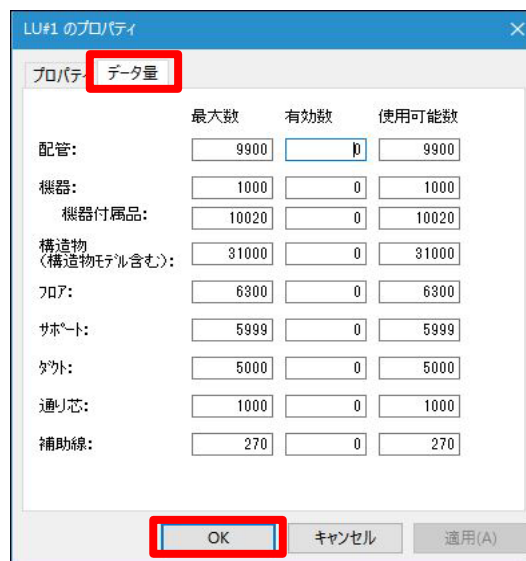 LU#1 のプロパティ
プロパティ データ量
最大数 有効数 使用可能数
配管: 9900 0 9900
機器: 1000 0 1000
機器付属品: 10020 0 10020
構造物
(構造物モデル含む): 31000 0 31000
フロア: 6300 0 6300
サポート: 5999 0 5999
ダクト: 5000 0 5000
通り芯: 1000 0 1000
補助線: 270 0 270
OK キャンセル 適用(A)